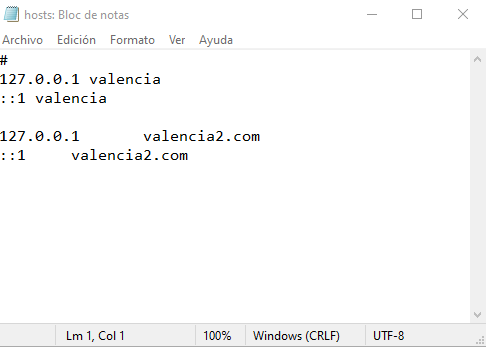 hosts: Bloc de notas
Archivo Edición Formato Ver Ayuda
#
127.0.0.1 valencia
::1 valencia
127.0.0.1 valencia2.com
::1 valencia2.com
Lm 1, Col 1 100% Windows (CRLF) UTF-8